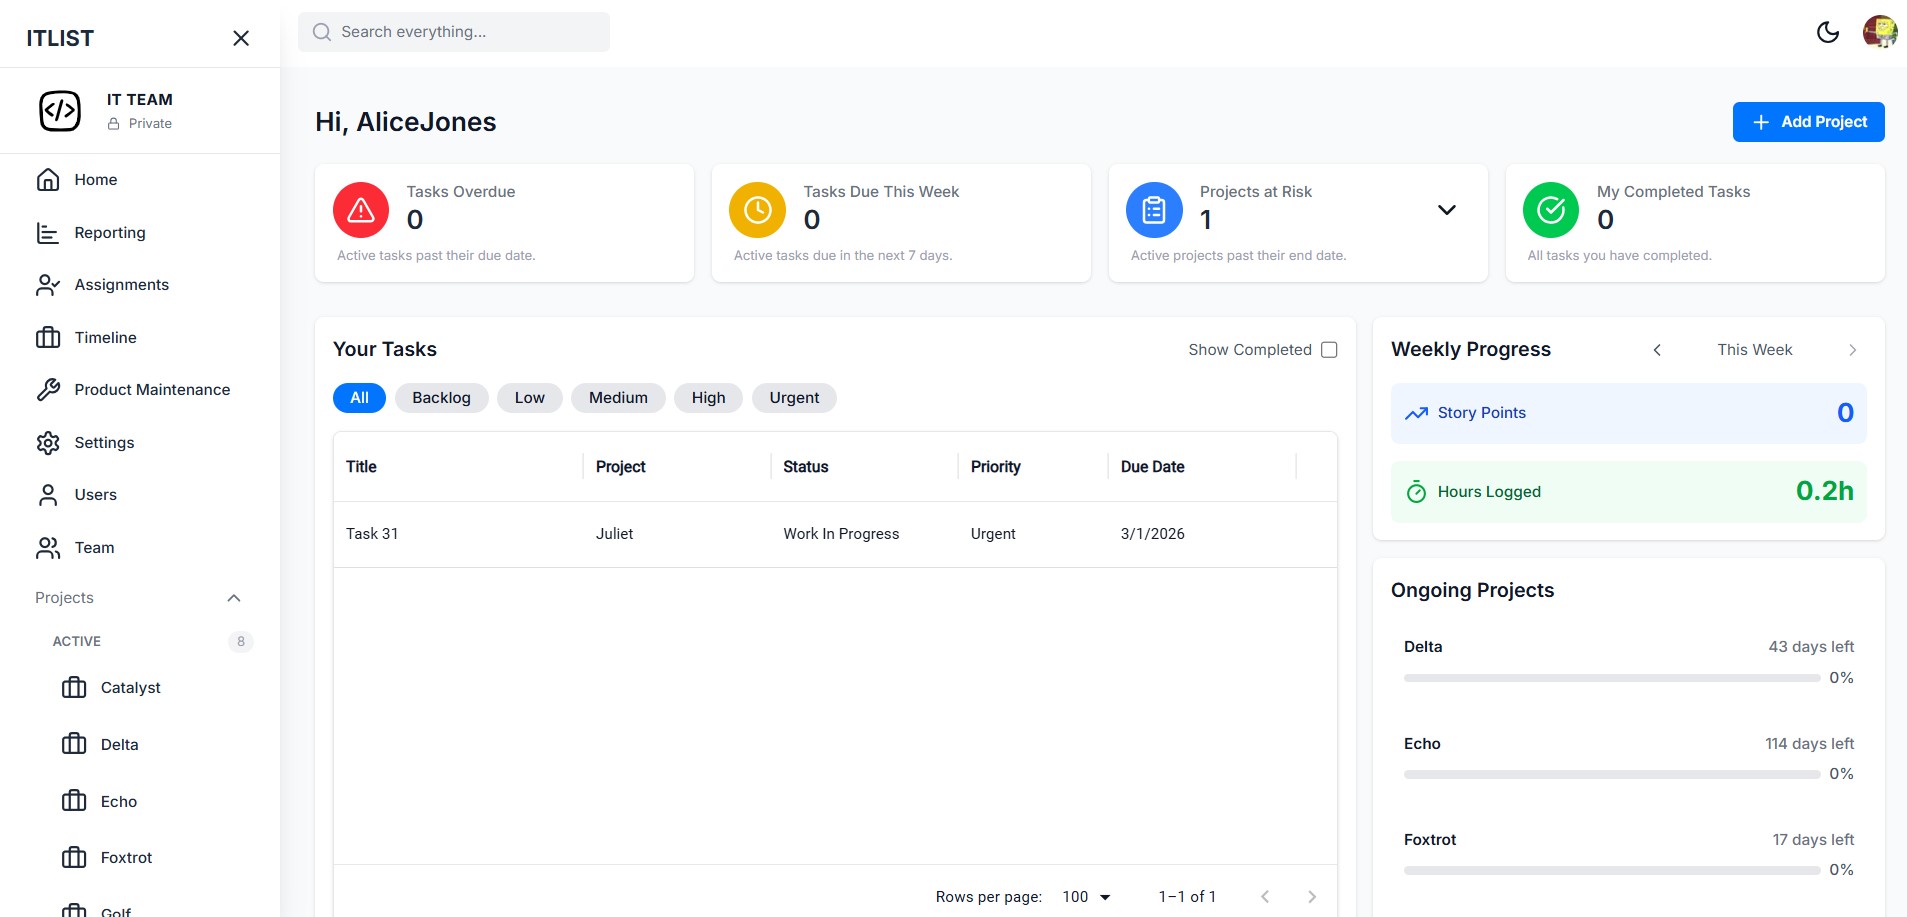 ITLIST
IT TEAM
Private
Home
Reporting
Assignments
Timeline
Product Maintenance
Settings
Users
Team
Projects
ACTIVE 8
Catalyst
Delta
Echo
Foxtrot
Golf
Search everything...
Hi, AliceJones
Add Project
Tasks Overdue
0
Active tasks past their due date.
Tasks Due This Week
0
Active tasks due in the next 7 days.
Projects at Risk
1
Active projects past their end date.
My Completed Tasks
0
All tasks you have completed.
Your Tasks Show Completed
All Backlog Low Medium High Urgent
Title Project Status Priority Due Date
Task 31 Juliet Work In Progress Urgent 3/1/2026
Rows per page: 100 1–1 of 1
Weekly Progress This Week
Story Points 0
Hours Logged 0.2h
Ongoing Projects
Delta 43 days left
0%
Echo 114 days left
0%
Foxtrot 17 days left
0%